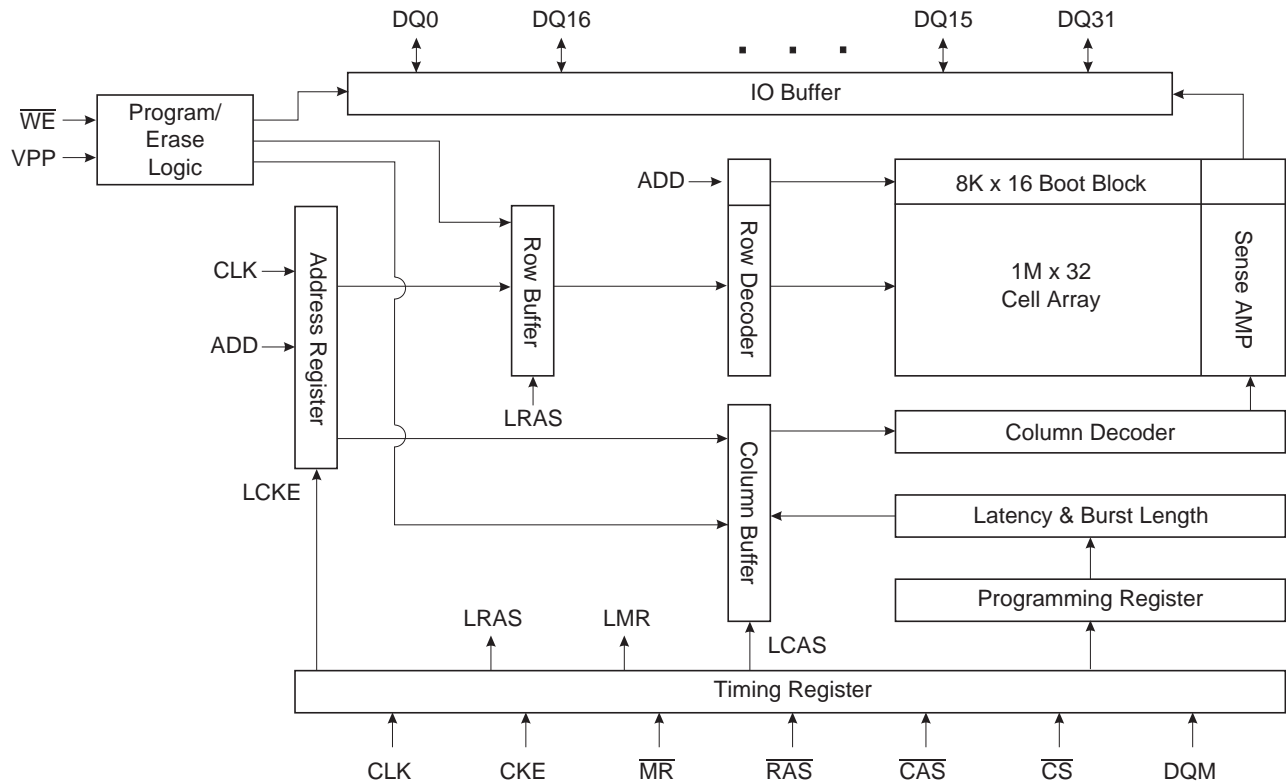 DQ0
DQ16
DQ15
DQ31
IO Buffer
WE
VPP
Program/
Erase
Logic
ADD
8K x 16 Boot Block
CLK
ADD
Address Register
Row Buffer
Row Decoder
1M x 32
Cell Array
Sense AMP
LRAS
Column Decoder
LCKE
Column Buffer
Latency & Burst Length
Programming Register
LRAS
LMR
LCAS
Timing Register
CLK
CKE
MR
RAS
CAS
CS
DQM